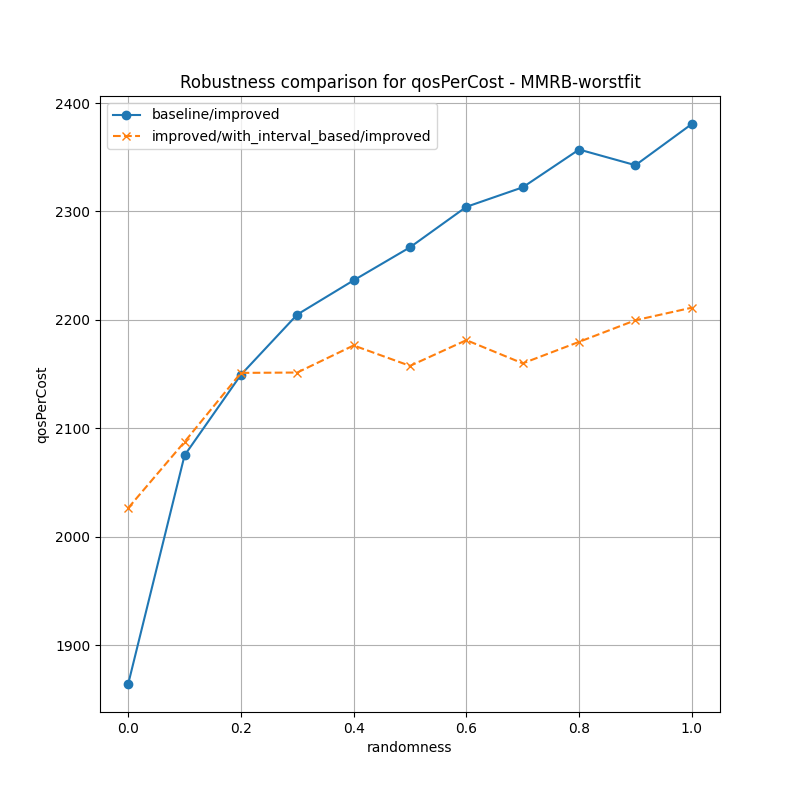 Robustness comparison for qosPerCost - MMRB-worstfit
baseline/improved
improved/with_interval_based/improved
2400
2300
2200
2100
2000
1900
qosPerCost
0.0 0.2 0.4 0.6 0.8 1.0
randomness